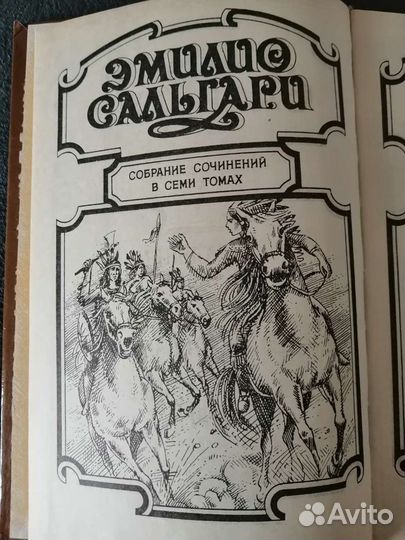 ЭМИЛИО
САЛЬГАРИ
СОБРАНИЕ СОЧИНЕНИЙ
В СЕМИ ТОМАХ
Avito